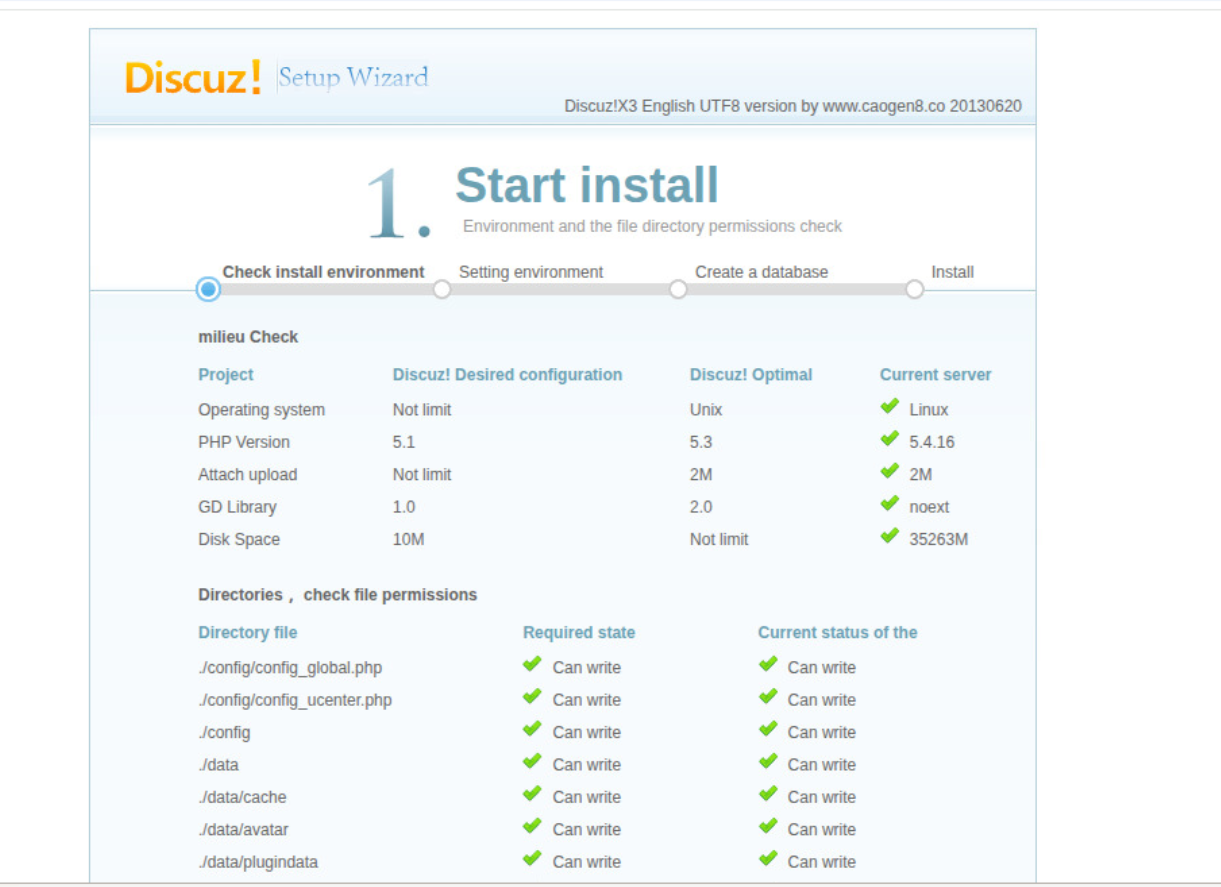 Discuz! Setup Wizard
Discuz!X3 English UTF8 version by www.caogen8.co 20130620
1. Start install
Environment and the file directory permissions check
Check install environment Setting environment Create a database Install
milieu Check
Project Discuz! Desired configuration Discuz! Optimal Current server
Operating system Not limit Unix Linux
PHP Version 5.1 5.3 5.4.16
Attach upload Not limit 2M 2M
GD Library 1.0 2.0 noext
Disk Space 10M Not limit 35263M
Directories , check file permissions
Directory file Required state Current status of the
./config/config_global.php Can write Can write
./config/config_ucenter.php Can write Can write
./config Can write Can write
./data Can write Can write
./data/cache Can write Can write
./data/avatar Can write Can write
./data/plugindata Can write Can write